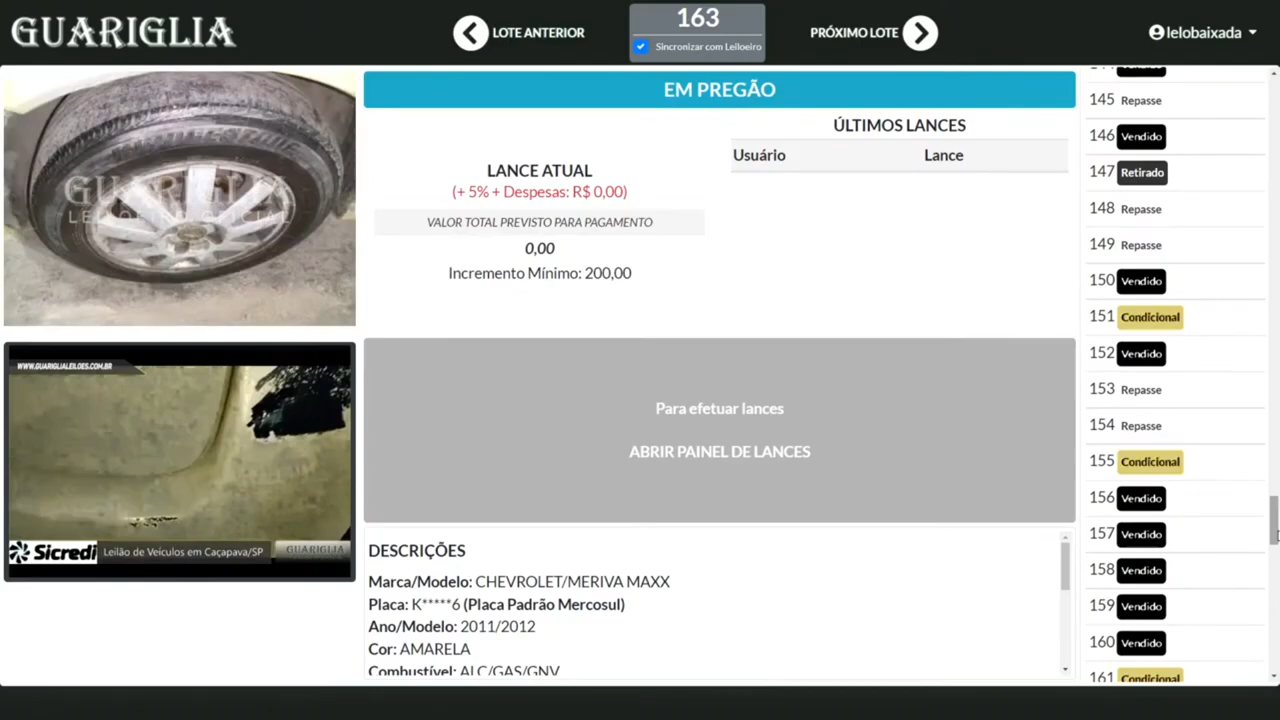 GUARIGLIA
LOTE ANTERIOR
163
Sincronizar com Leiloeiro
PRÓXIMO LOTE
lelobaixada
GUARIGLIA
LEILOEIRO OFICIAL
EM PREGÃO
LANCE ATUAL
(+ 5% + Despesas: R$ 0,00)
VALOR TOTAL PREVISTO PARA PAGAMENTO
0,00
Incremento Mínimo: 200,00
ÚLTIMOS LANCES
Usuário Lance
WWW.GUARIGLIALEILOES.COM.BR
Sicredi
Leilão de Veículos em Caçapava/SP
GUARIGLIA
Para efetuar lances
ABRIR PAINEL DE LANCES
DESCRIÇÕES
Marca/Modelo: CHEVROLET/MERIVA MAXX
Placa: K*****6 (Placa Padrão Mercosul)
Ano/Modelo: 2011/2012
Cor: AMARELA
Combustível: ALC/GAS/GNV
145 Repasse
146 Vendido
147 Retirado
148 Repasse
149 Repasse
150 Vendido
151 Condicional
152 Vendido
153 Repasse
154 Repasse
155 Condicional
156 Vendido
157 Vendido
158 Vendido
159 Vendido
160 Vendido
161 Condicional